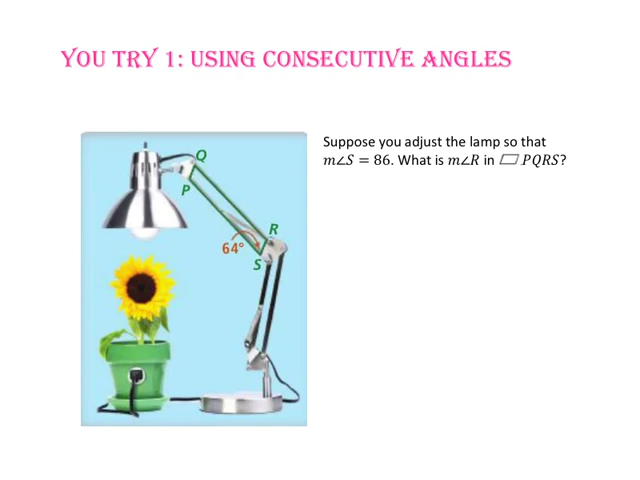 You Try 1: Using Consecutive Angles
Suppose you adjust the lamp so that
𝑚∠𝑆 = 86. What is 𝑚∠𝑅 in ▱ 𝑃𝑄𝑅𝑆?
Q
P
R
64°
S